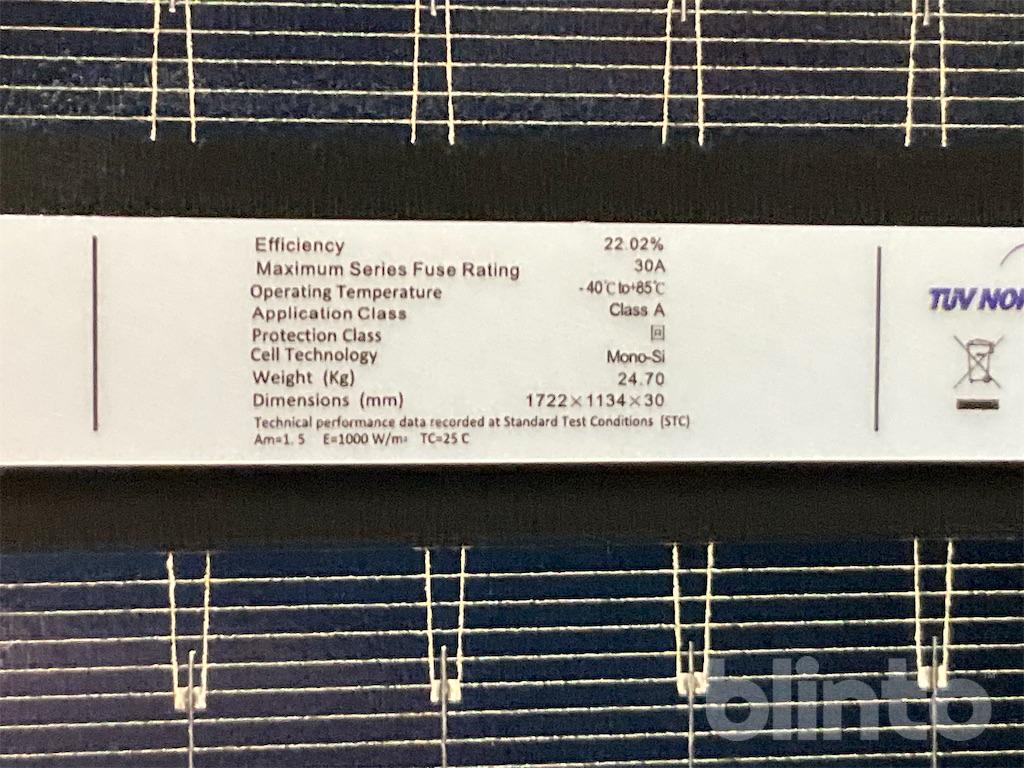 Efficiency 22.02%
Maximum Series Fuse Rating 30A
Operating Temperature -40℃to+85℃
Application Class Class A
Protection Class
Cell Technology Mono-Si
Weight (Kg) 24.70
Dimensions (mm) 1722×1134×30
Technical performance data recorded at Standard Test Conditions (STC)
Am=1.5 E=1000 W/m² TC=25 C
TUV NOR
blinto